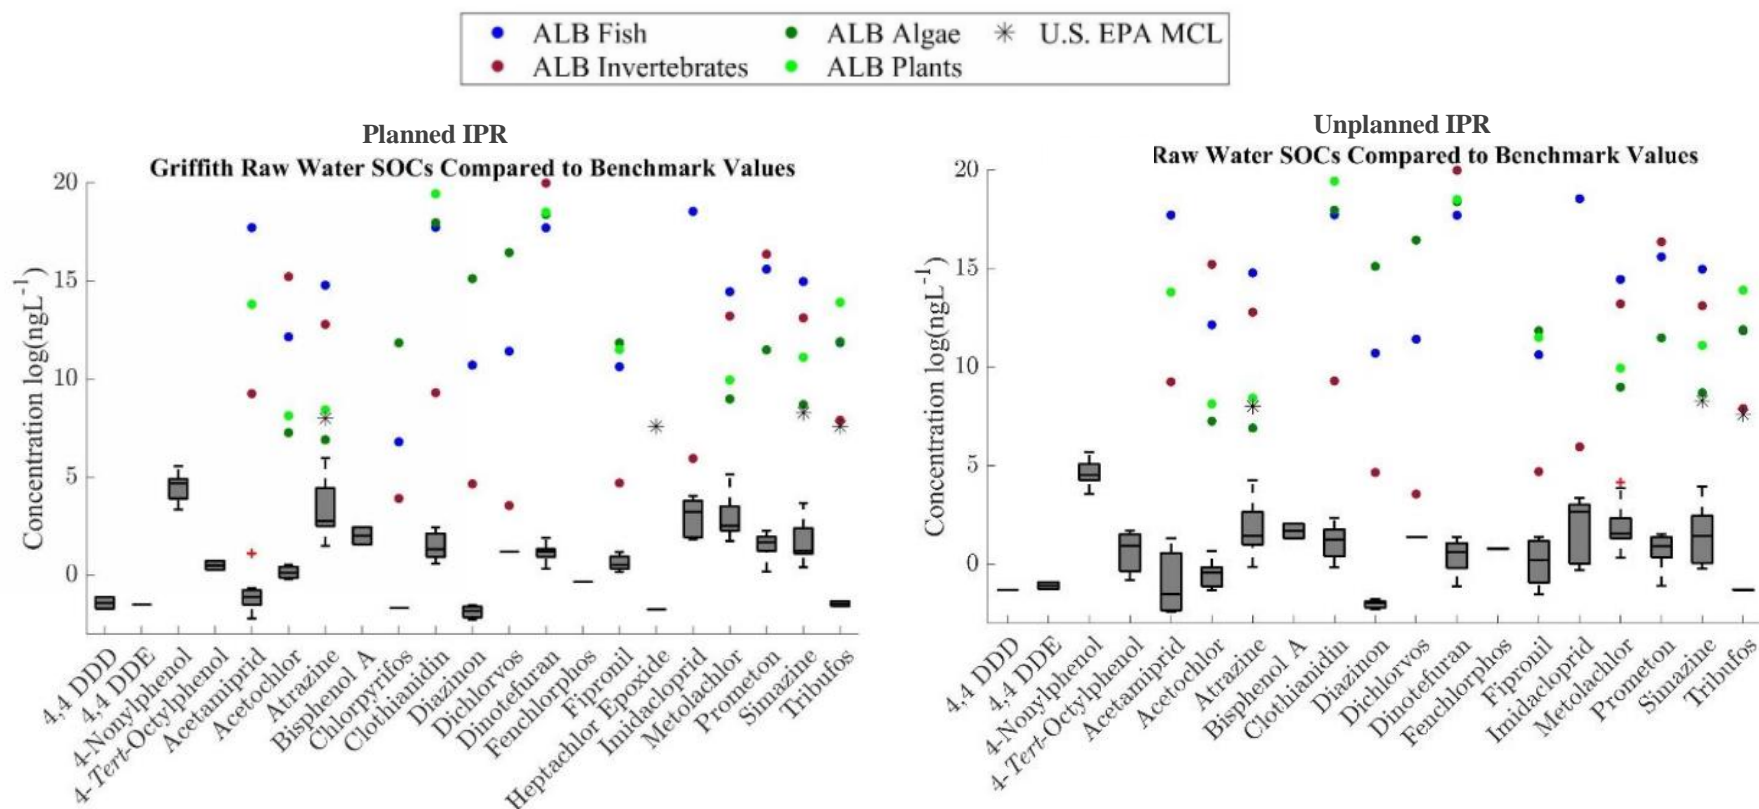 ALB Fish
ALB Algae
U.S. EPA MCL
ALB Invertebrates
ALB Plants
Planned IPR
Griffith Raw Water SOCs Compared to Benchmark Values
Concentration log(ngL⁻¹)
20
15
10
5
0
4,4 DDD
4,4 DDE
4-Nonylphenol
4-Tert-Octylphenol
Acetamiprid
Acetochlor
Atrazine
Bisphenol A
Chlorpyrifos
Clothianidin
Diazinon
Dichlorvos
Dinotefuran
Fenchlorphos
Fipronil
Heptachlor Epoxide
Imidacloprid
Metolachlor
Prometon
Simazine
Tribufos
Unplanned IPR
Raw Water SOCs Compared to Benchmark Values
Concentration log(ngL⁻¹)
20
15
10
5
0
4,4 DDD
4,4 DDE
4-Nonylphenol
4-Tert-Octylphenol
Acetamiprid
Acetochlor
Atrazine
Bisphenol A
Clothianidin
Diazinon
Dichlorvos
Dinotefuran
Fenchlorphos
Fipronil
Imidacloprid
Metolachlor
Prometon
Simazine
Tribufos